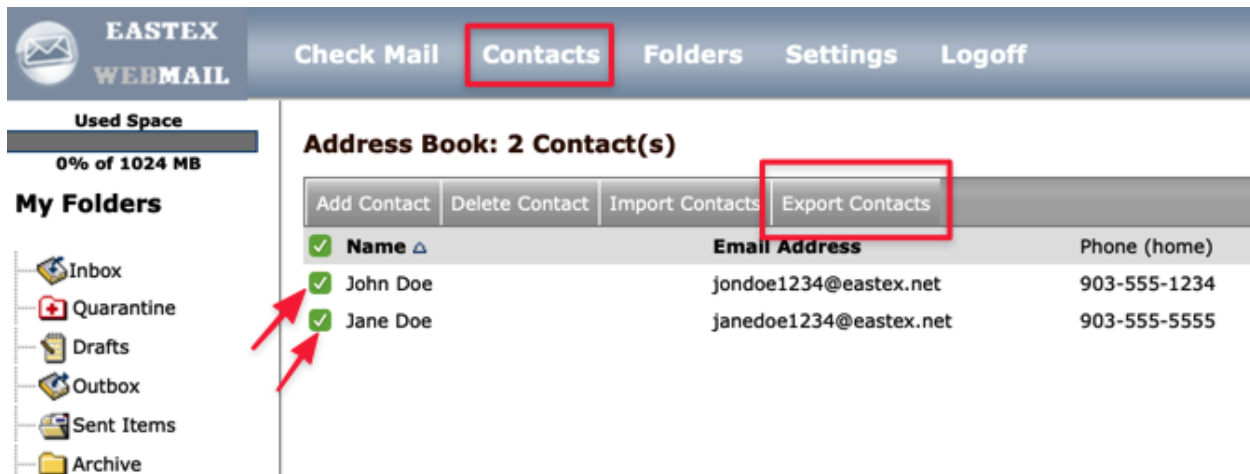 EASTEX
WEBMAIL
Check Mail Contacts Folders Settings Logoff
Used Space
0% of 1024 MB
My Folders
Inbox
Quarantine
Drafts
Outbox
Sent Items
Archive
Address Book: 2 Contact(s)
Add Contact Delete Contact Import Contacts Export Contacts
Name Email Address Phone (home)
John Doe jondoe1234@eastex.net 903-555-1234
Jane Doe janedoe1234@eastex.net 903-555-5555